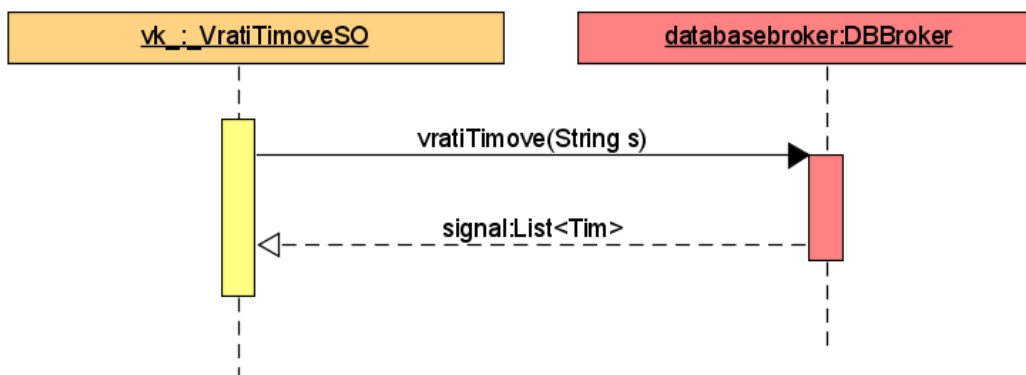 vk_:_VratiTimoveSO
databasebroker:DBBroker
vratiTimove(String s)
signal:List<Tim>